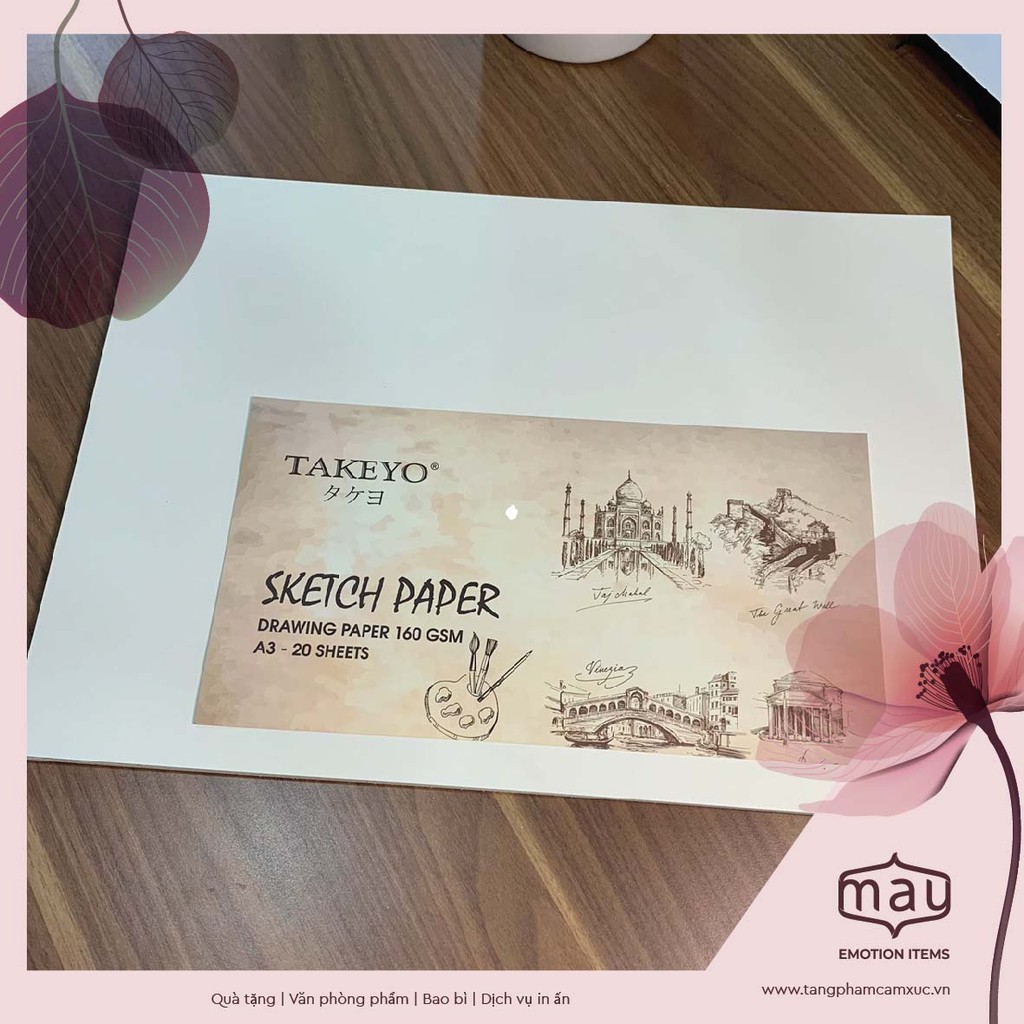 TAKEYO®
タケヨ
SKETCH PAPER
DRAWING PAPER 160 GSM
A3 - 20 SHEETS
Taj Mahal
The Great Wall
Venezia
may
EMOTION ITEMS
www.tangphamcamxuc.vn
Quà tặng | Văn phòng phẩm | Bao bì | Dịch vụ in ấn